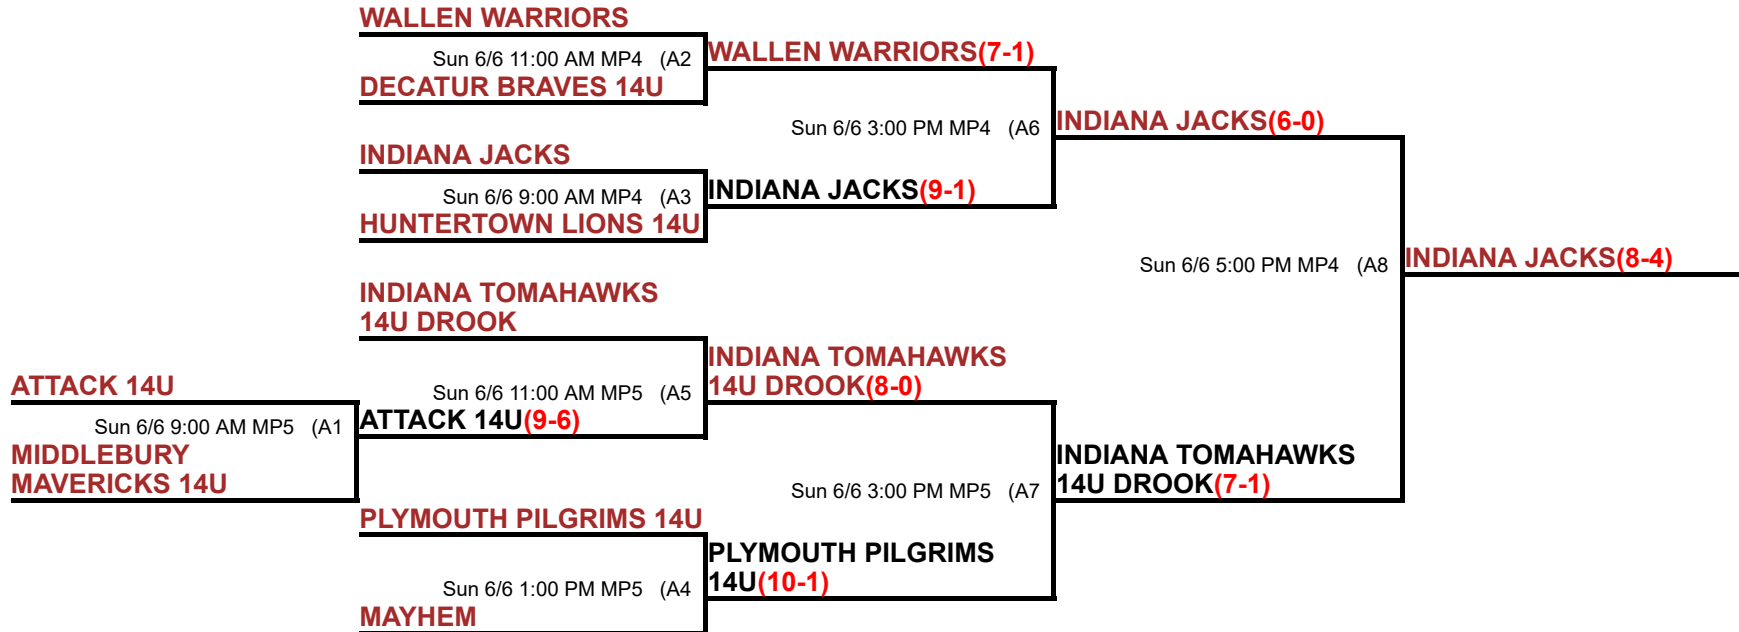 WALLEN WARRIORS
Sun 6/6 11:00 AM MP4 (A2
WALLEN WARRIORS(7-1)
DECATUR BRAVES 14U
Sun 6/6 3:00 PM MP4 (A6
INDIANA JACKS(6-0)
INDIANA JACKS
Sun 6/6 9:00 AM MP4 (A3
INDIANA JACKS(9-1)
HUNTERTOWN LIONS 14U
Sun 6/6 5:00 PM MP4 (A8
INDIANA JACKS(8-4)
INDIANA TOMAHAWKS
14U DROOK
INDIANA TOMAHAWKS
14U DROOK(8-0)
ATTACK 14U
Sun 6/6 11:00 AM MP5 (A5
Sun 6/6 9:00 AM MP5 (A1
ATTACK 14U(9-6)
MIDDLEBURY
MAVERICKS 14U
INDIANA TOMAHAWKS
14U DROOK(7-1)
Sun 6/6 3:00 PM MP5 (A7
PLYMOUTH PILGRIMS 14U
PLYMOUTH PILGRIMS
14U(10-1)
Sun 6/6 1:00 PM MP5 (A4
MAYHEM